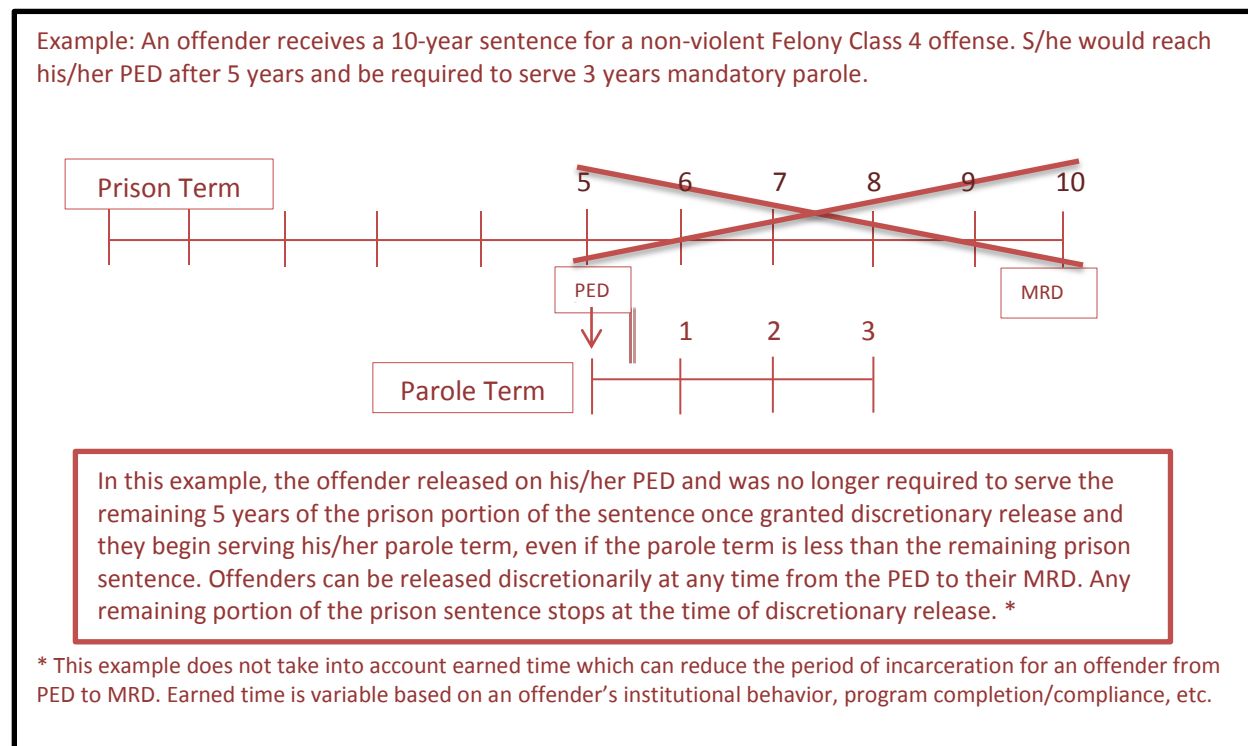 Example: An offender receives a 10-year sentence for a non-violent Felony Class 4 offense. S/he would reach
his/her PED after 5 years and be required to serve 3 years mandatory parole.
Prison Term
5 6 7 8 9 10
PED
MRD
1 2 3
Parole Term
In this example, the offender released on his/her PED and was no longer required to serve the
remaining 5 years of the prison portion of the sentence once granted discretionary release and
they begin serving his/her parole term, even if the parole term is less than the remaining prison
sentence. Offenders can be released discretionarily at any time from the PED to their MRD. Any
remaining portion of the prison sentence stops at the time of discretionary release. *
* This example does not take into account earned time which can reduce the period of incarceration for an offender from
PED to MRD. Earned time is variable based on an offender’s institutional behavior, program completion/compliance, etc.